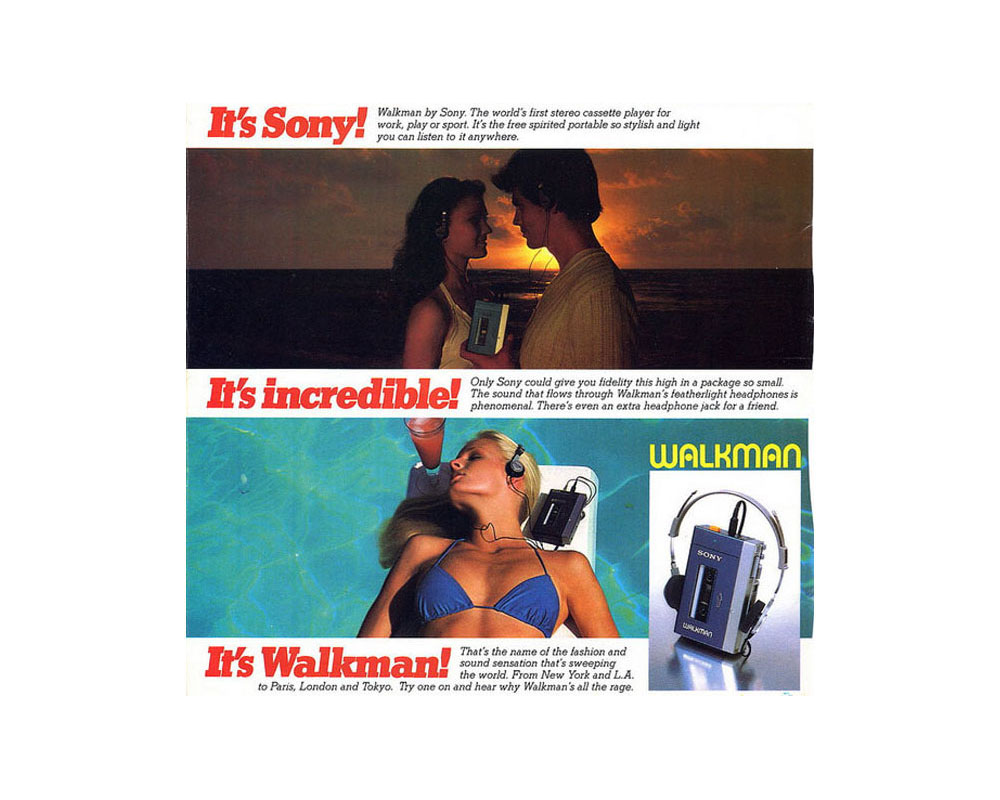 It's Sony!
Walkman by Sony. The world's first stereo cassette player for
work, play or sport. It's the free spirited portable so stylish and light
you can listen to it anywhere.
It's incredible!
Only Sony could give you fidelity this high in a package so small.
The sound that flows through Walkman's featherlight headphones is
phenomenal. There's even an extra headphone jack for a friend.
WALKMAN
SONY
WALKMAN
It's Walkman!
That's the name of the fashion and
sound sensation that's sweeping
the world. From New York and L.A.
to Paris, London and Tokyo. Try one on and hear why Walkman's all the rage.